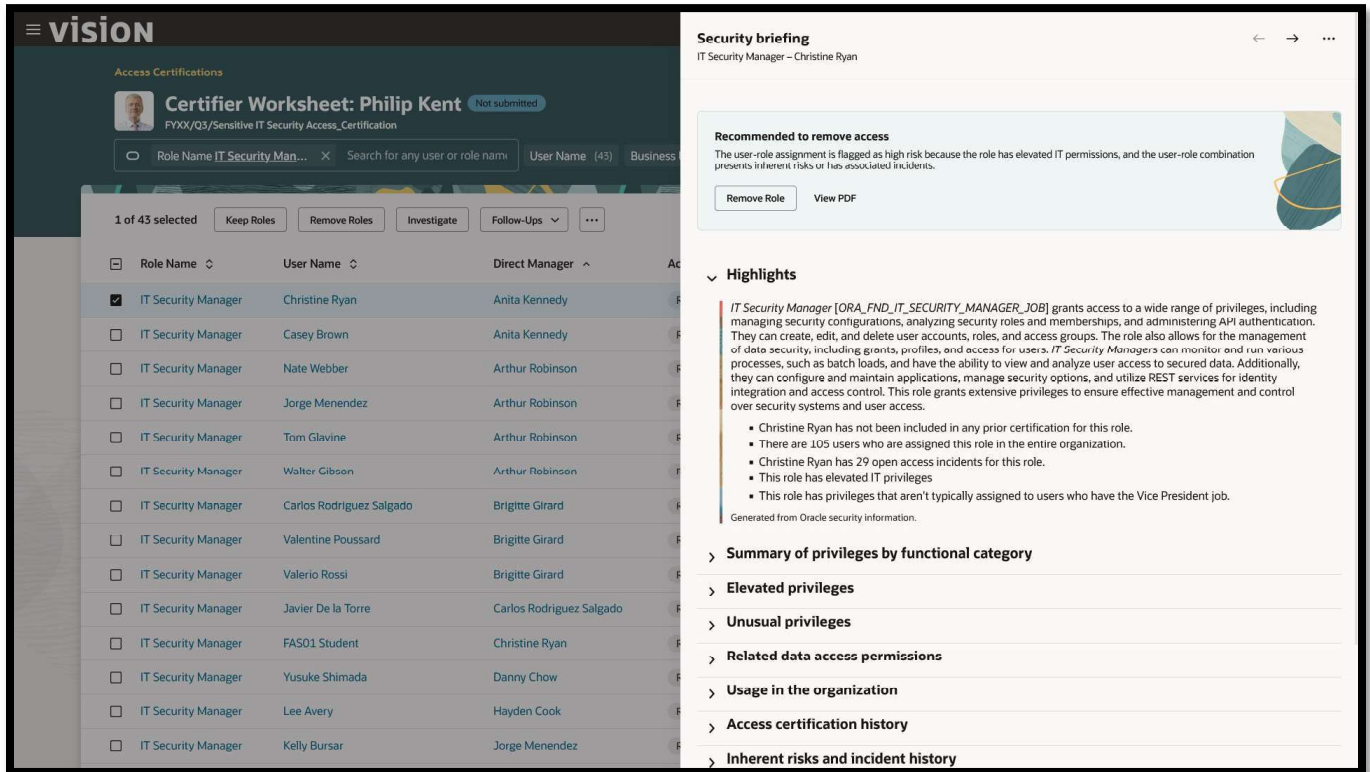 vision
Access Certifications
Certifier Worksheet: Philip Kent Not submitted
FYXX/Q3/Sensitive IT Security Access_Certification
Role Name IT Security Man... X Search for any user or role name User Name (43) Business
1 of 43 selected Keep Roles Remove Roles Investigate Follow-Ups ...
Role Name User Name Direct Manager Ac
IT Security Manager Christine Ryan Anita Kennedy
IT Security Manager Casey Brown Anita Kennedy
IT Security Manager Nate Webber Arthur Robinson
IT Security Manager Jorge Menendez Arthur Robinson
IT Security Manager Tom Glavine Arthur Robinson
IT Security Manager Walter Gibson Arthur Robinson
IT Security Manager Carlos Rodriguez Salgado Brigitte Girard
IT Security Manager Valentine Poussard Brigitte Girard
IT Security Manager Valerio Rossi Brigitte Girard
IT Security Manager Javier De la Torre Carlos Rodriguez Salgado
IT Security Manager FAS01 Student Christine Ryan
IT Security Manager Yusuke Shimada Danny Chow
IT Security Manager Lee Avery Hayden Cook
IT Security Manager Kelly Bursar Jorge Menendez
Security briefing
IT Security Manager – Christine Ryan
Recommended to remove access
The user-role assignment is flagged as high risk because the role has elevated IT permissions, and the user-role combination
presents inherent risks or has associated incidents.
Remove Role View PDF
Highlights
IT Security Manager [ORA_FND_IT_SECURITY_MANAGER_JOB] grants access to a wide range of privileges, including
managing security configurations, analyzing security roles and memberships, and administering API authentication.
They can create, edit, and delete user accounts, roles, and access groups. The role also allows for the management
of data security, including grants, profiles, and access for users. IT Security Managers can monitor and run various
processes, such as batch loads, and have the ability to view and analyze user access to secured data. Additionally,
they can configure and maintain applications, manage security options, and utilize REST services for identity
integration and access control. This role grants extensive privileges to ensure effective management and control
over security systems and user access.
▪ Christine Ryan has not been included in any prior certification for this role.
▪ There are 105 users who are assigned this role in the entire organization.
▪ Christine Ryan has 29 open access incidents for this role.
▪ This role has elevated IT privileges
▪ This role has privileges that aren't typically assigned to users who have the Vice President job.
Generated from Oracle security information.
Summary of privileges by functional category
Elevated privileges
Unusual privileges
Related data access permissions
Usage in the organization
Access certification history
Inherent risks and incident history